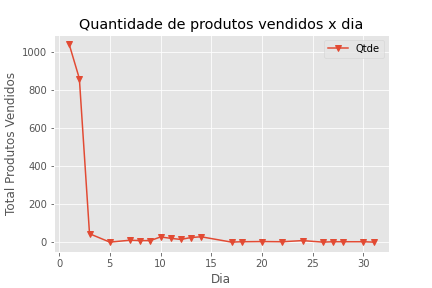 Quantidade de produtos vendidos x dia
Qtde
Total Produtos Vendidos
1000
800
600
400
200
0
0 5 10 15 20 25 30
Dia